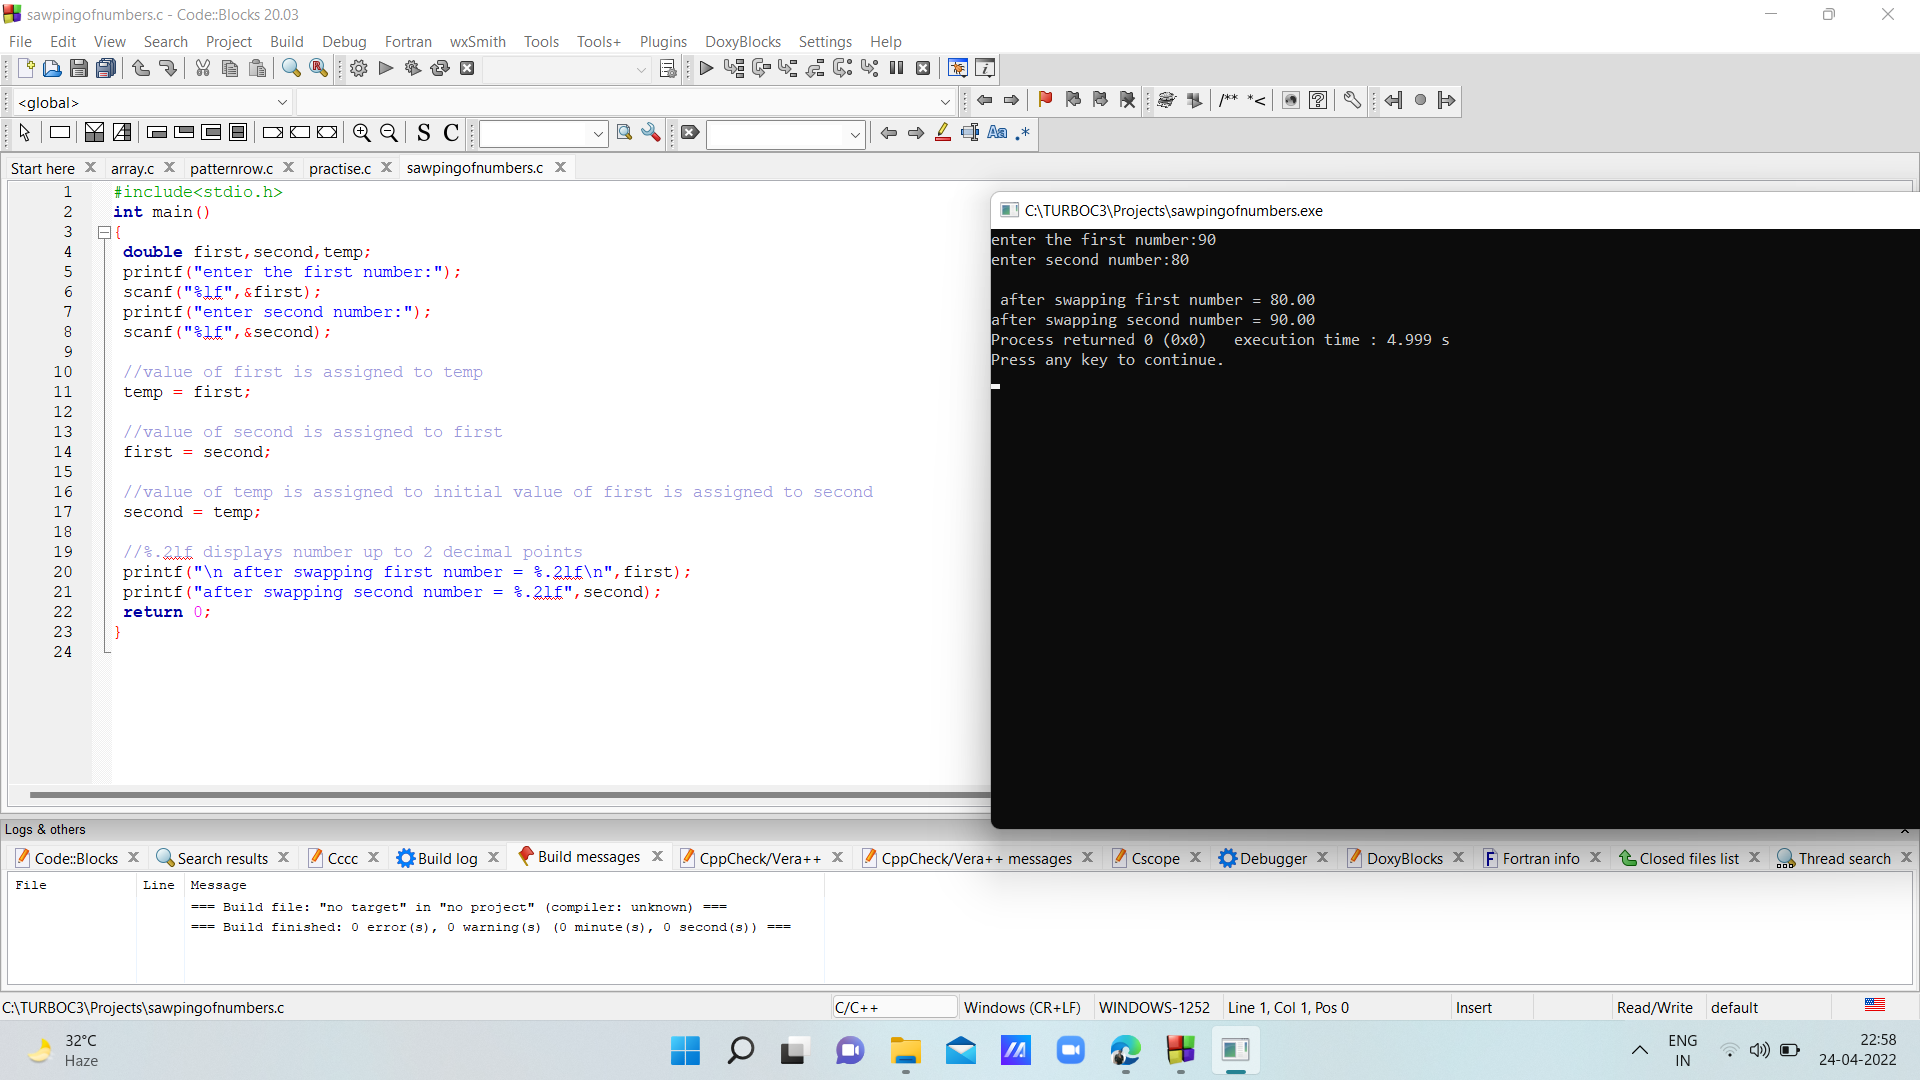 sawpingofnumbers.c - Code::Blocks 20.03
File Edit View Search Project Build Debug Fortran wxSmith Tools Tools+ Plugins DoxyBlocks Settings Help
<global>
/** *<
S C
Aa .*
Start here array.c patternrow.c practise.c sawpingofnumbers.c
1 #include<stdio.h>
2 int main()
3 {
4 double first,second,temp;
5 printf("enter the first number:");
6 scanf("%lf",&first);
7 printf("enter second number:");
8 scanf("%lf",&second);
9
10 //value of first is assigned to temp
11 temp = first;
12
13 //value of second is assigned to first
14 first = second;
15
16 //value of temp is assigned to initial value of first is assigned to second
17 second = temp;
18
19 //%.2lf displays number up to 2 decimal points
20 printf("\n after swapping first number = %.2lf\n",first);
21 printf("after swapping second number = %.2lf",second);
22 return 0;
23 }
24
C:\TURBOC3\Projects\sawpingofnumbers.exe
enter the first number:90
enter second number:80
after swapping first number = 80.00
after swapping second number = 90.00
Process returned 0 (0x0) execution time : 4.999 s
Press any key to continue.
Logs & others
Code::Blocks Search results Cccc Build log Build messages CppCheck/Vera++ CppCheck/Vera++ messages Cscope Debugger DoxyBlocks Fortran info Closed files list Thread search
File Line Message
=== Build file: "no target" in "no project" (compiler: unknown) ===
=== Build finished: 0 error(s), 0 warning(s) (0 minute(s), 0 second(s)) ===
C:\TURBOC3\Projects\sawpingofnumbers.c C/C++ Windows (CR+LF) WINDOWS-1252 Line 1, Col 1, Pos 0 Insert Read/Write default
32°C
Haze
ENG
IN
22:58
24-04-2022